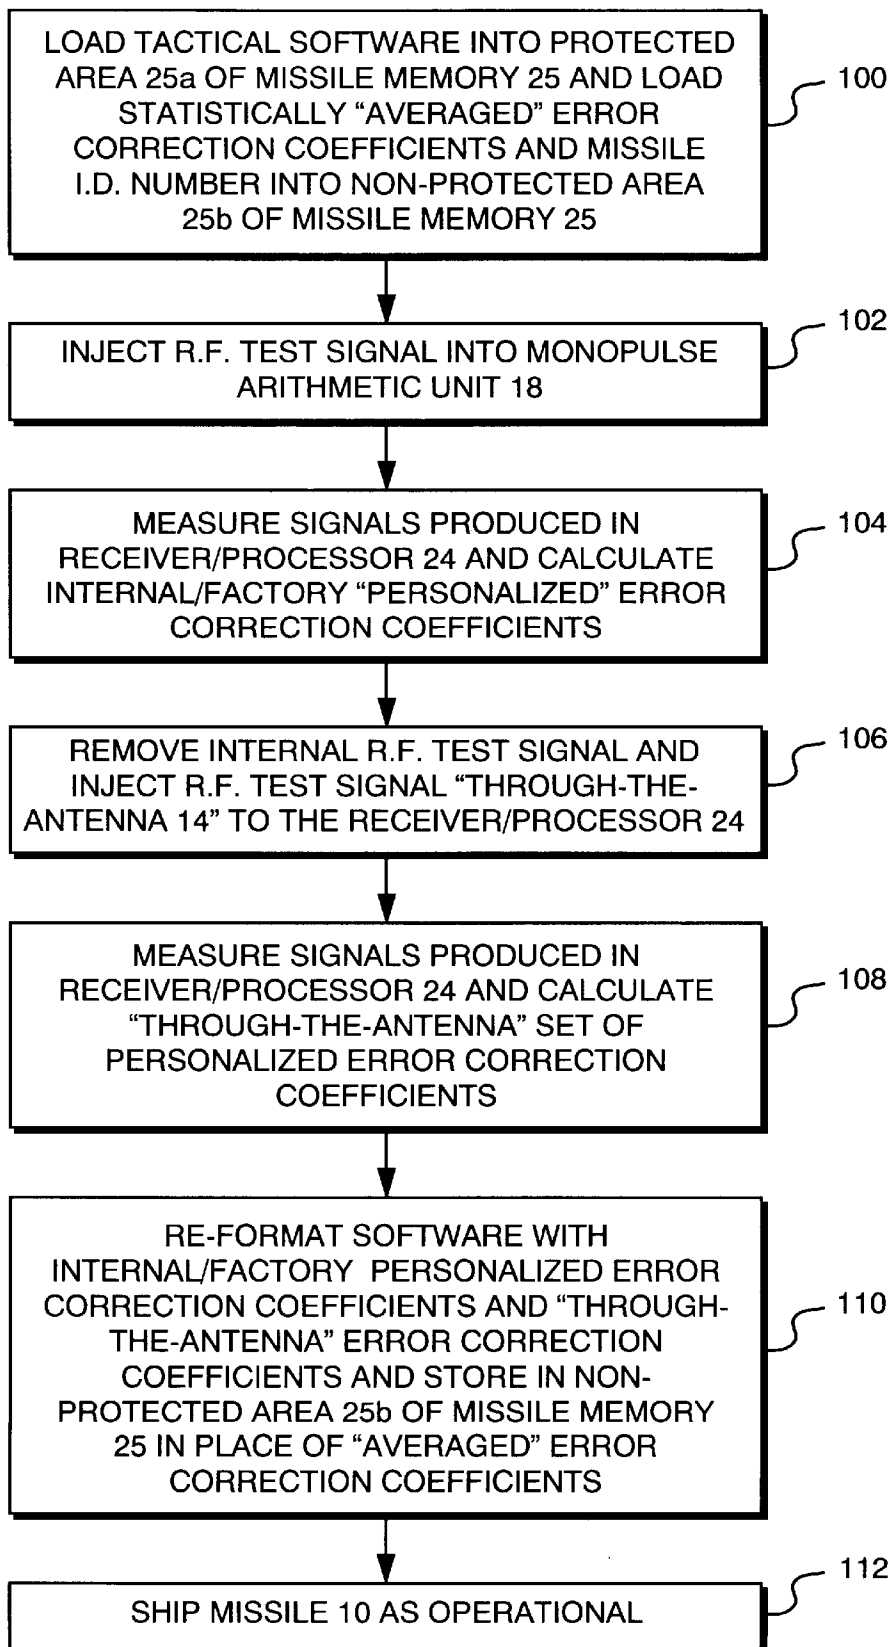 LOAD TACTICAL SOFTWARE INTO PROTECTED
AREA 25a OF MISSILE MEMORY 25 AND LOAD
STATISTICALLY “AVERAGED” ERROR
CORRECTION COEFFICIENTS AND MISSILE
I.D. NUMBER INTO NON-PROTECTED AREA
25b OF MISSILE MEMORY 25
100
INJECT R.F. TEST SIGNAL INTO MONOPULSE
ARITHMETIC UNIT 18
102
MEASURE SIGNALS PRODUCED IN
RECEIVER/PROCESSOR 24 AND CALCULATE
INTERNAL/FACTORY “PERSONALIZED” ERROR
CORRECTION COEFFICIENTS
104
REMOVE INTERNAL R.F. TEST SIGNAL AND
INJECT R.F. TEST SIGNAL “THROUGH-THE-
ANTENNA 14” TO THE RECEIVER/PROCESSOR 24
106
MEASURE SIGNALS PRODUCED IN
RECEIVER/PROCESSOR 24 AND CALCULATE
“THROUGH-THE-ANTENNA” SET OF
PERSONALIZED ERROR CORRECTION
COEFFICIENTS
108
RE-FORMAT SOFTWARE WITH
INTERNAL/FACTORY PERSONALIZED ERROR
CORRECTION COEFFICIENTS AND “THROUGH-
THE-ANTENNA” ERROR CORRECTION
COEFFICIENTS AND STORE IN NON-
PROTECTED AREA 25b OF MISSILE MEMORY
25 IN PLACE OF “AVERAGED” ERROR
CORRECTION COEFFICIENTS
110
SHIP MISSILE 10 AS OPERATIONAL
112